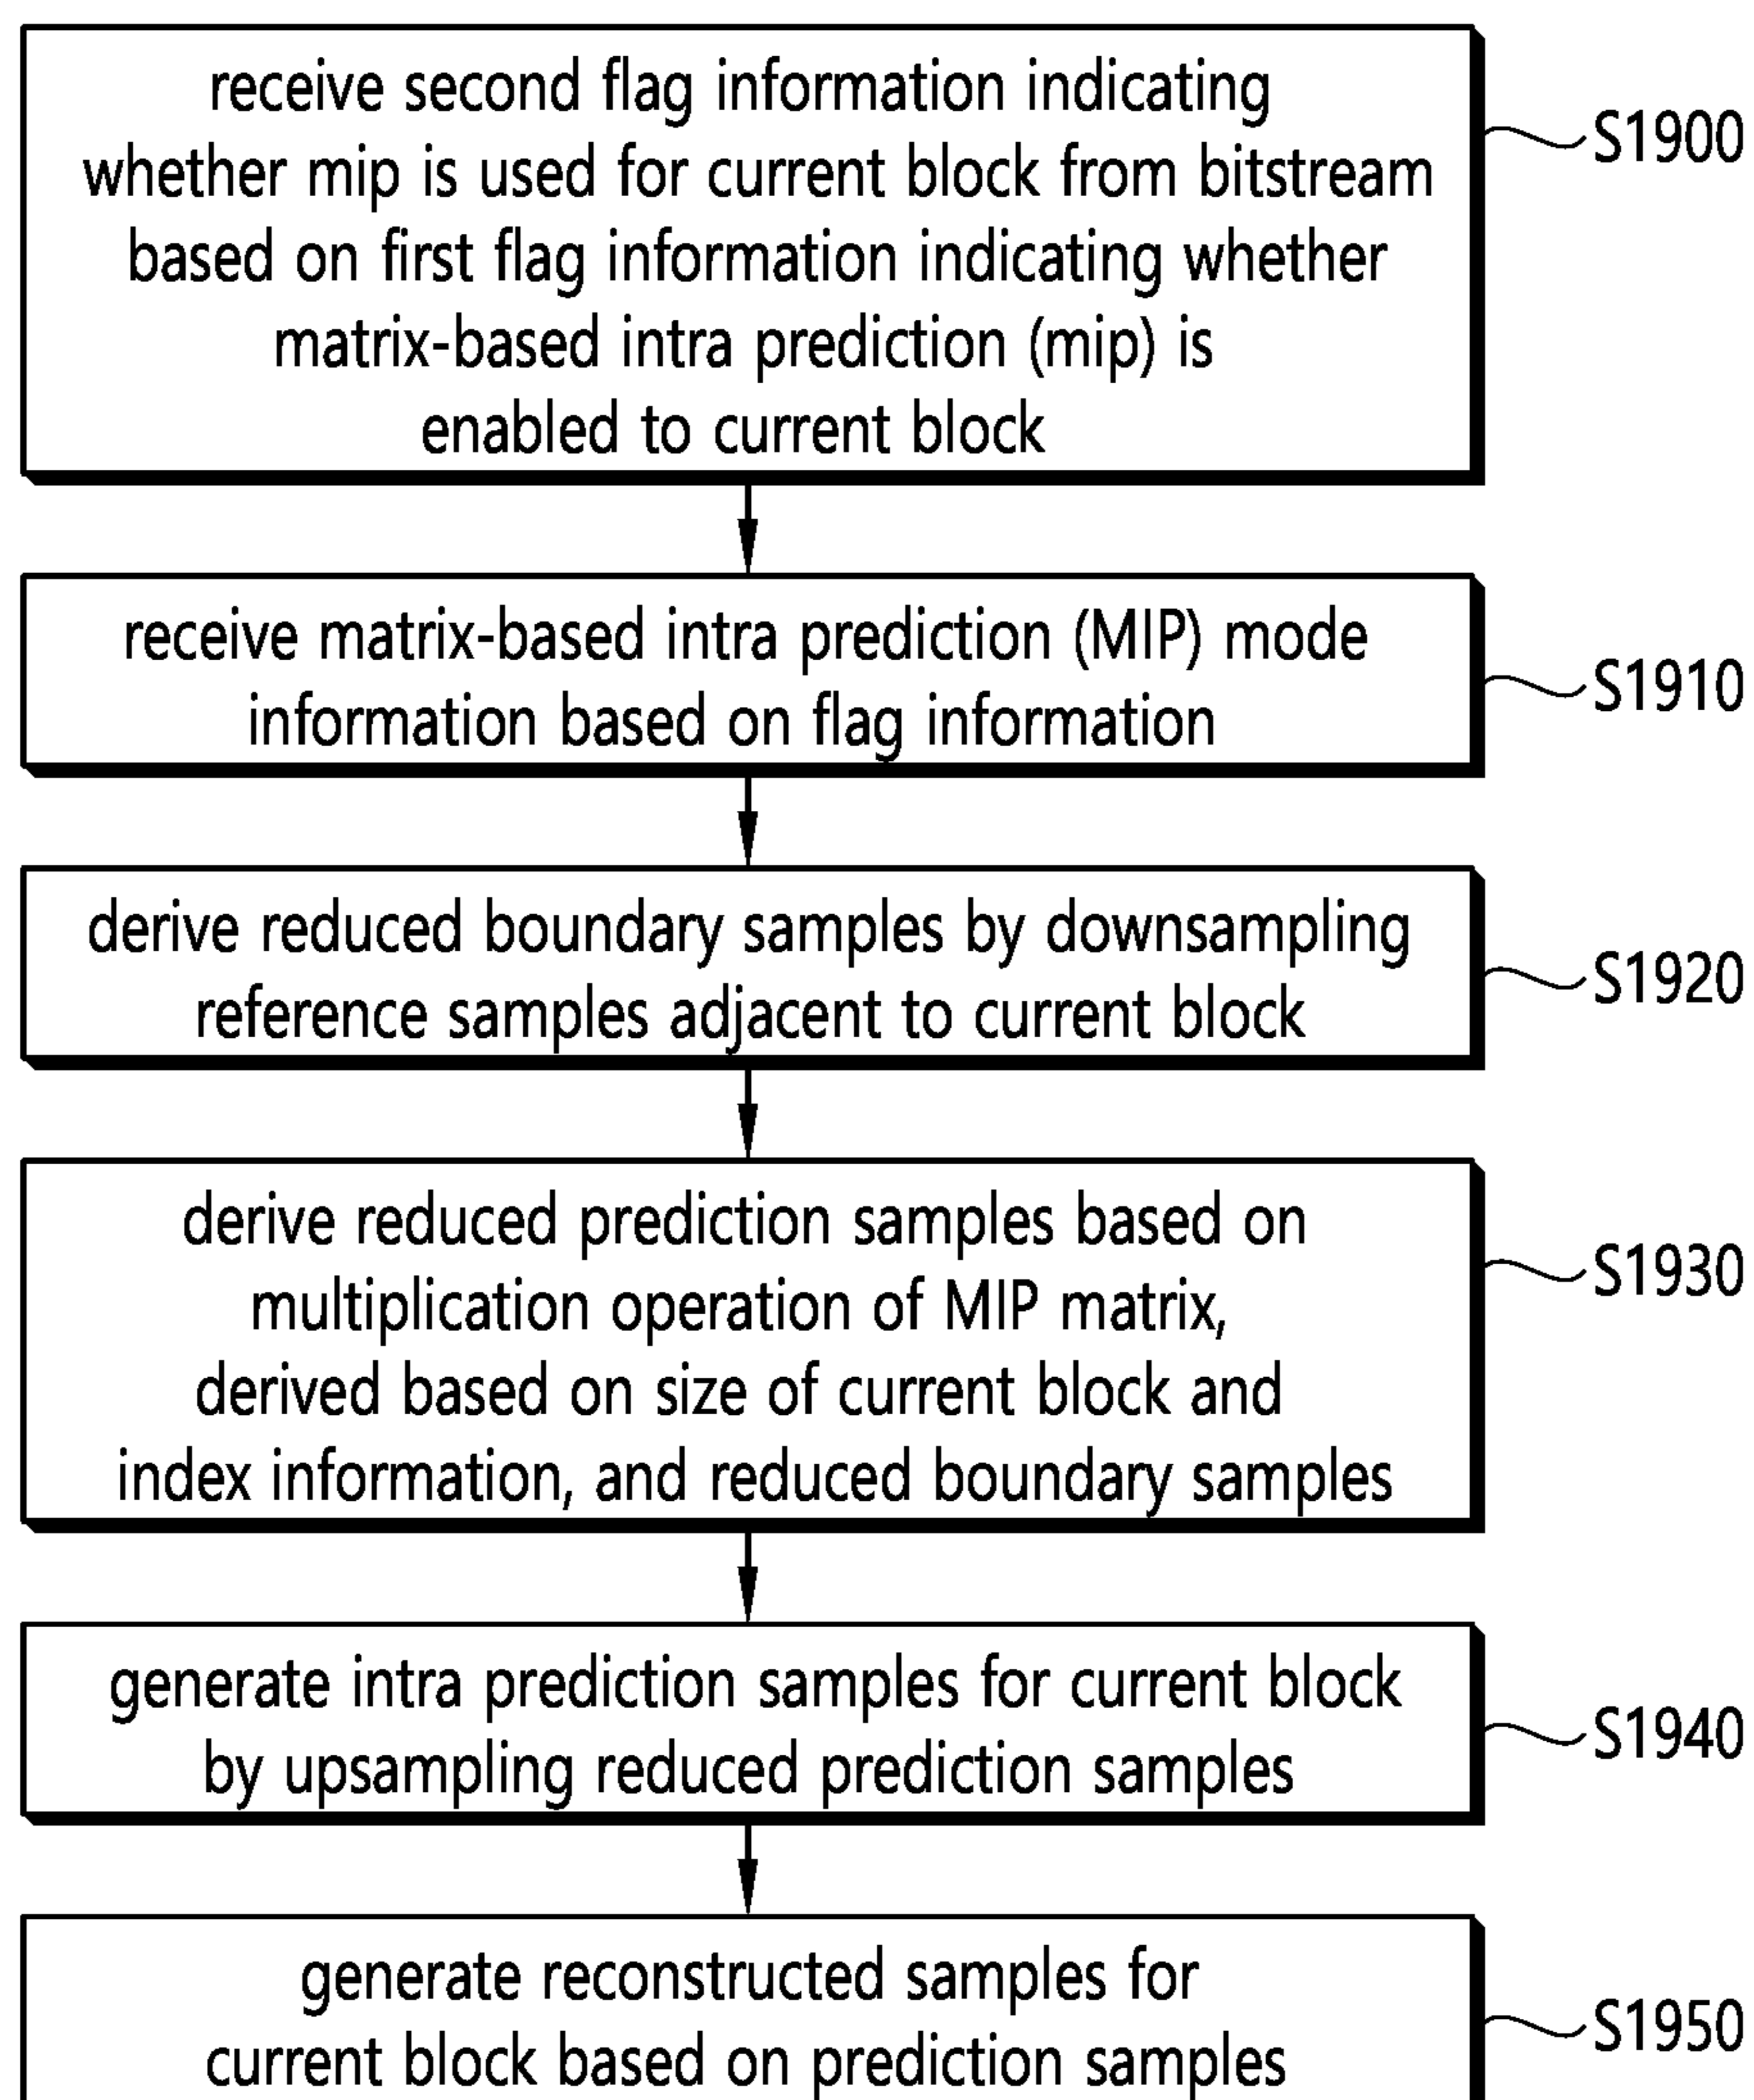 receive second flag information indicating
whether mip is used for current block from bitstream
based on first flag information indicating whether
matrix-based intra prediction (mip) is
enabled to current block
S1900
receive matrix-based intra prediction (MIP) mode
information based on flag information
S1910
derive reduced boundary samples by downsampling
reference samples adjacent to current block
S1920
derive reduced prediction samples based on
multiplication operation of MIP matrix,
derived based on size of current block and
index information, and reduced boundary samples
S1930
generate intra prediction samples for current block
by upsampling reduced prediction samples
S1940
generate reconstructed samples for
current block based on prediction samples
S1950